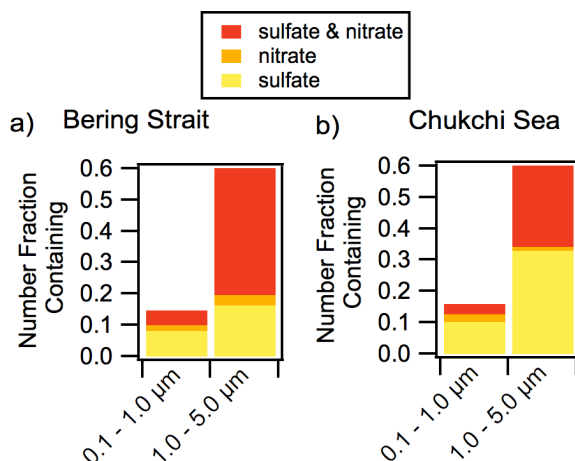 sulfate & nitrate
nitrate
sulfate
a) Bering Strait
Number Fraction
Containing
0.6
0.5
0.4
0.3
0.2
0.1
0.0
0.1 - 1.0 µm
1.0 - 5.0 µm
b) Chukchi Sea
Number Fraction
Containing
0.6
0.5
0.4
0.3
0.2
0.1
0.0
0.1 - 1.0 µm
1.0 - 5.0 µm